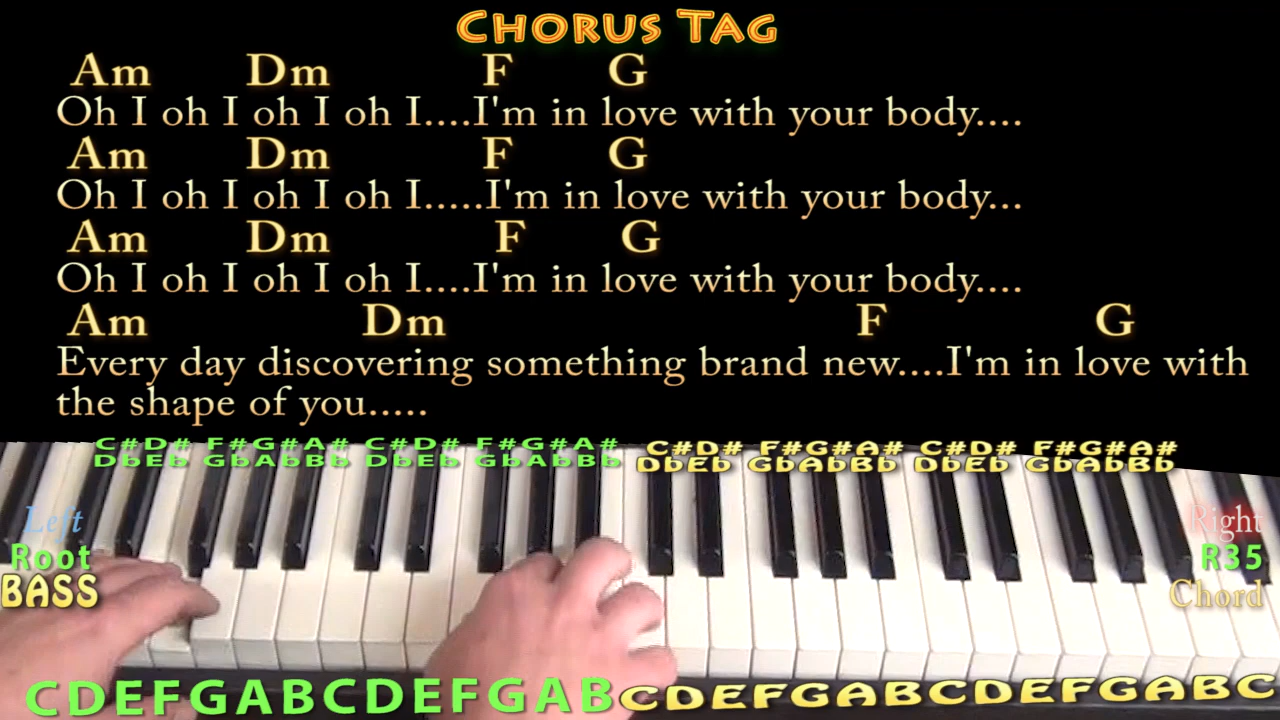 Chorus Tag
Am Dm F G
Oh I oh I oh I oh I....I'm in love with your body....
Am Dm F G
Oh I oh I oh I oh I.....I'm in love with your body...
Am Dm F G
Oh I oh I oh I oh I....I'm in love with your body....
Am Dm F G
Every day discovering something brand new....I'm in love with
the shape of you.....
C#D# F#G#A# C#D# F#G#A# C#D# F#G#A# C#D# F#G#A#
DbEb GbAbBb DbEb GbAbBb DbEb GbAbBb DbEb GbAbBb
Left
Root
BASS
Right
R35
Chord
CDEFGABCDEFGAB CDEFGABCDEFGABC